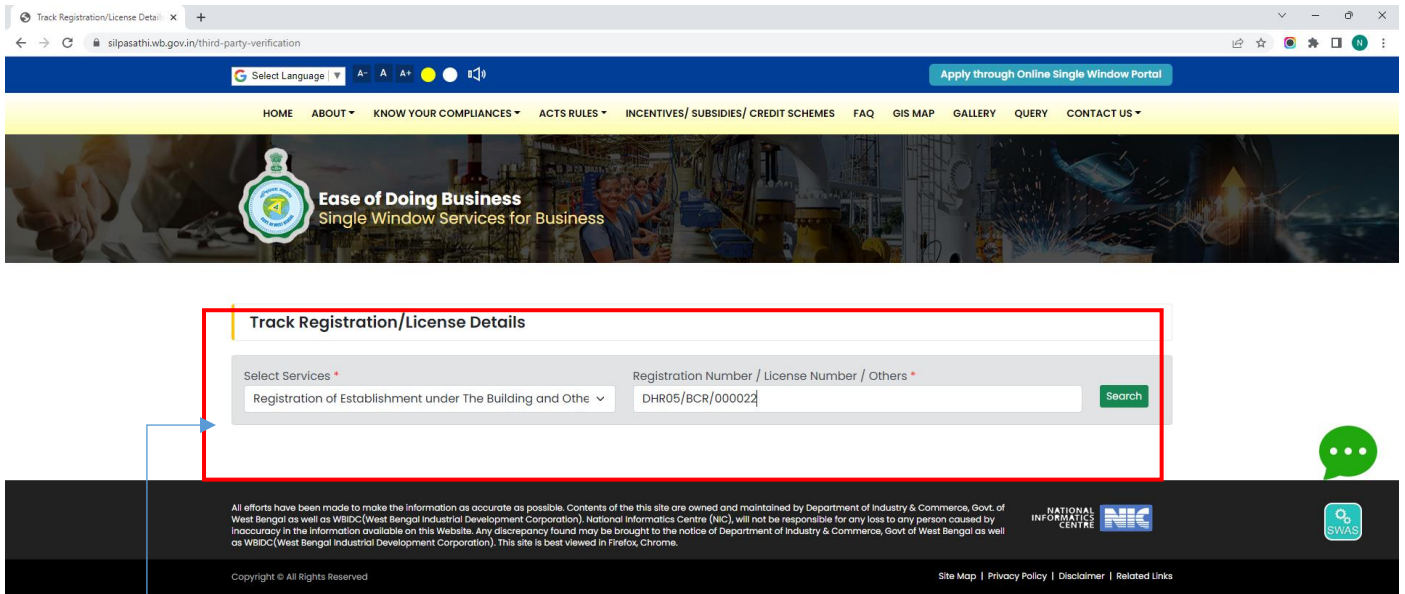 Track Registration/License Details
silpasathi.wb.gov.in/third-party-verification
N
G Select Language ▼ A- A A+
Apply through Online Single Window Portal
HOME ABOUT KNOW YOUR COMPLIANCES ACTS RULES INCENTIVES/ SUBSIDIES/ CREDIT SCHEMES FAQ GIS MAP GALLERY QUERY CONTACT US
Ease of Doing Business
Single Window Services for Business
Track Registration/License Details
Select Services * Registration Number / License Number / Others *
Registration of Establishment under The Building and Othe DHR05/BCR/000022 Search
All efforts have been made to make the information as accurate as possible. Contents of the this site are owned and maintained by Department of Industry & Commerce, Govt. of
West Bengal as well as WBIDC(West Bengal Industrial Development Corporation). National Informatics Centre (NIC), will not be responsible for any loss to any person caused by
inaccuracy in the information available on this Website. Any discrepancy found may be brought to the notice of Department of Industry & Commerce, Govt of West Bengal as well
as WBIDC(West Bengal Industrial Development Corporation). This site is best viewed in Firefox, Chrome.
NATIONAL
INFORMATICS
CENTRE
NIC
SWAS
Copyright © All Rights Reserved
Site Map | Privacy Policy | Disclaimer | Related Links